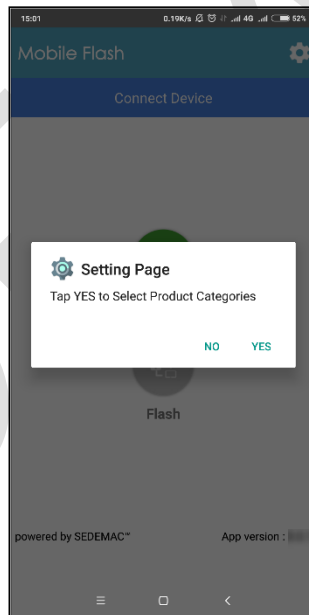 15:01 0.19K/s 4G 52%
Mobile Flash
Connect Device
Setting Page
Tap YES to Select Product Categories
NO YES
Flash
powered by SEDEMAC™ App version :